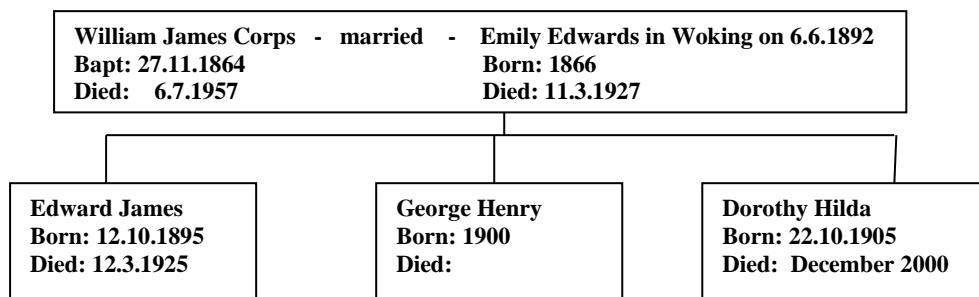 William James Corps - married - Emily Edwards in Woking on 6.6.1892
Bapt: 27.11.1864 Born: 1866
Died: 6.7.1957 Died: 11.3.1927
Edward James
Born: 12.10.1895
Died: 12.3.1925
George Henry
Born: 1900
Died:
Dorothy Hilda
Born: 22.10.1905
Died: December 2000